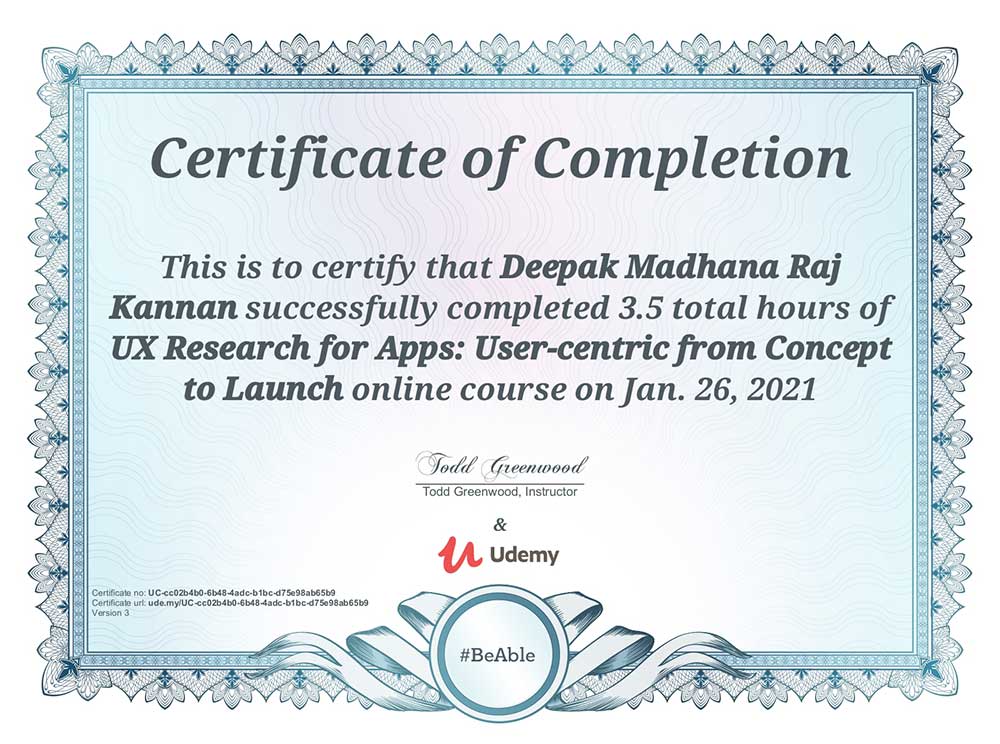 Certificate of Completion
This is to certify that Deepak Madhana Raj
Kannan successfully completed 3.5 total hours of
UX Research for Apps: User-centric from Concept
to Launch online course on Jan. 26, 2021
Todd Greenwood
Todd Greenwood, Instructor
&
Udemy
Certificate no: UC-cc02b4b0-6b48-4adc-b1bc-d75e98ab65b9
Certificate url: ude.my/UC-cc02b4b0-6b48-4adc-b1bc-d75e98ab65b9
Version 3
#BeAble